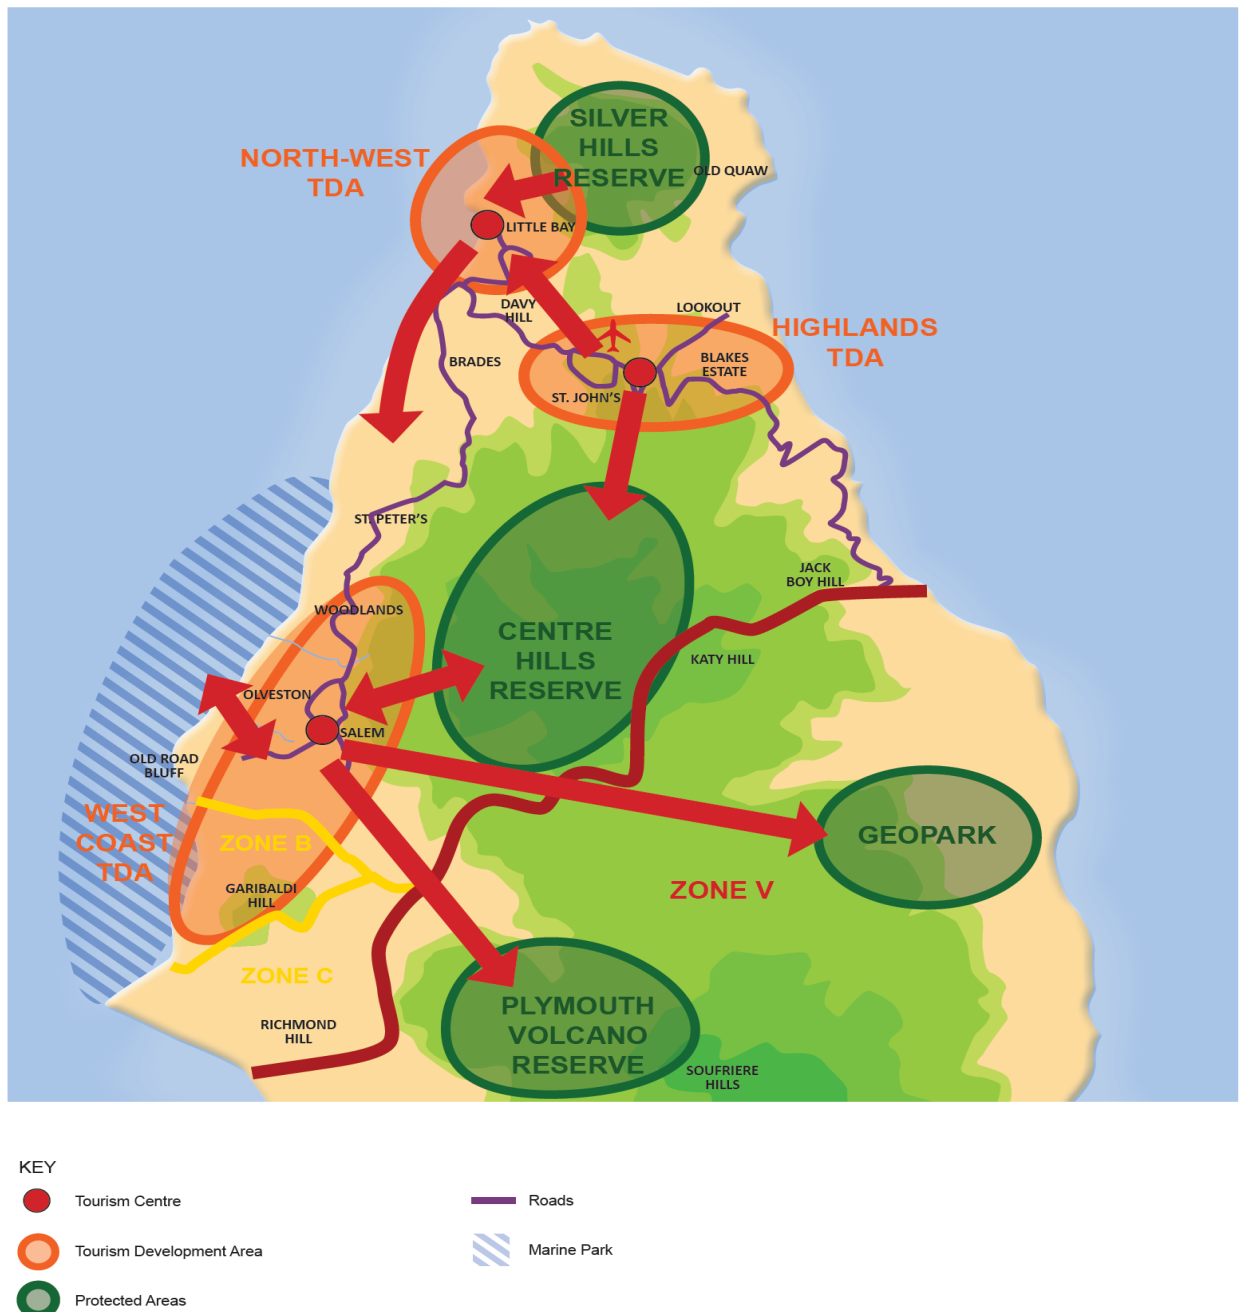 SILVER
HILLS
RESERVE
OLD QUAW
NORTH-WEST
TDA
LITTLE BAY
DAVY
HILL
LOOKOUT
HIGHLANDS
TDA
BRADES
BLAKES
ESTATE
ST. JOHN'S
ST. PETER'S
JACK
BOY HILL
WOODLANDS
CENTRE
HILLS
RESERVE
KATY HILL
OLVESTON
SALEM
OLD ROAD
BLUFF
WEST
COAST
TDA
ZONE B
GEOPARK
GARIBALDI
HILL
ZONE V
ZONE C
PLYMOUTH
VOLCANO
RESERVE
RICHMOND
HILL
SOUFRIERE
HILLS
KEY
Tourism Centre
Roads
Tourism Development Area
Marine Park
Protected Areas